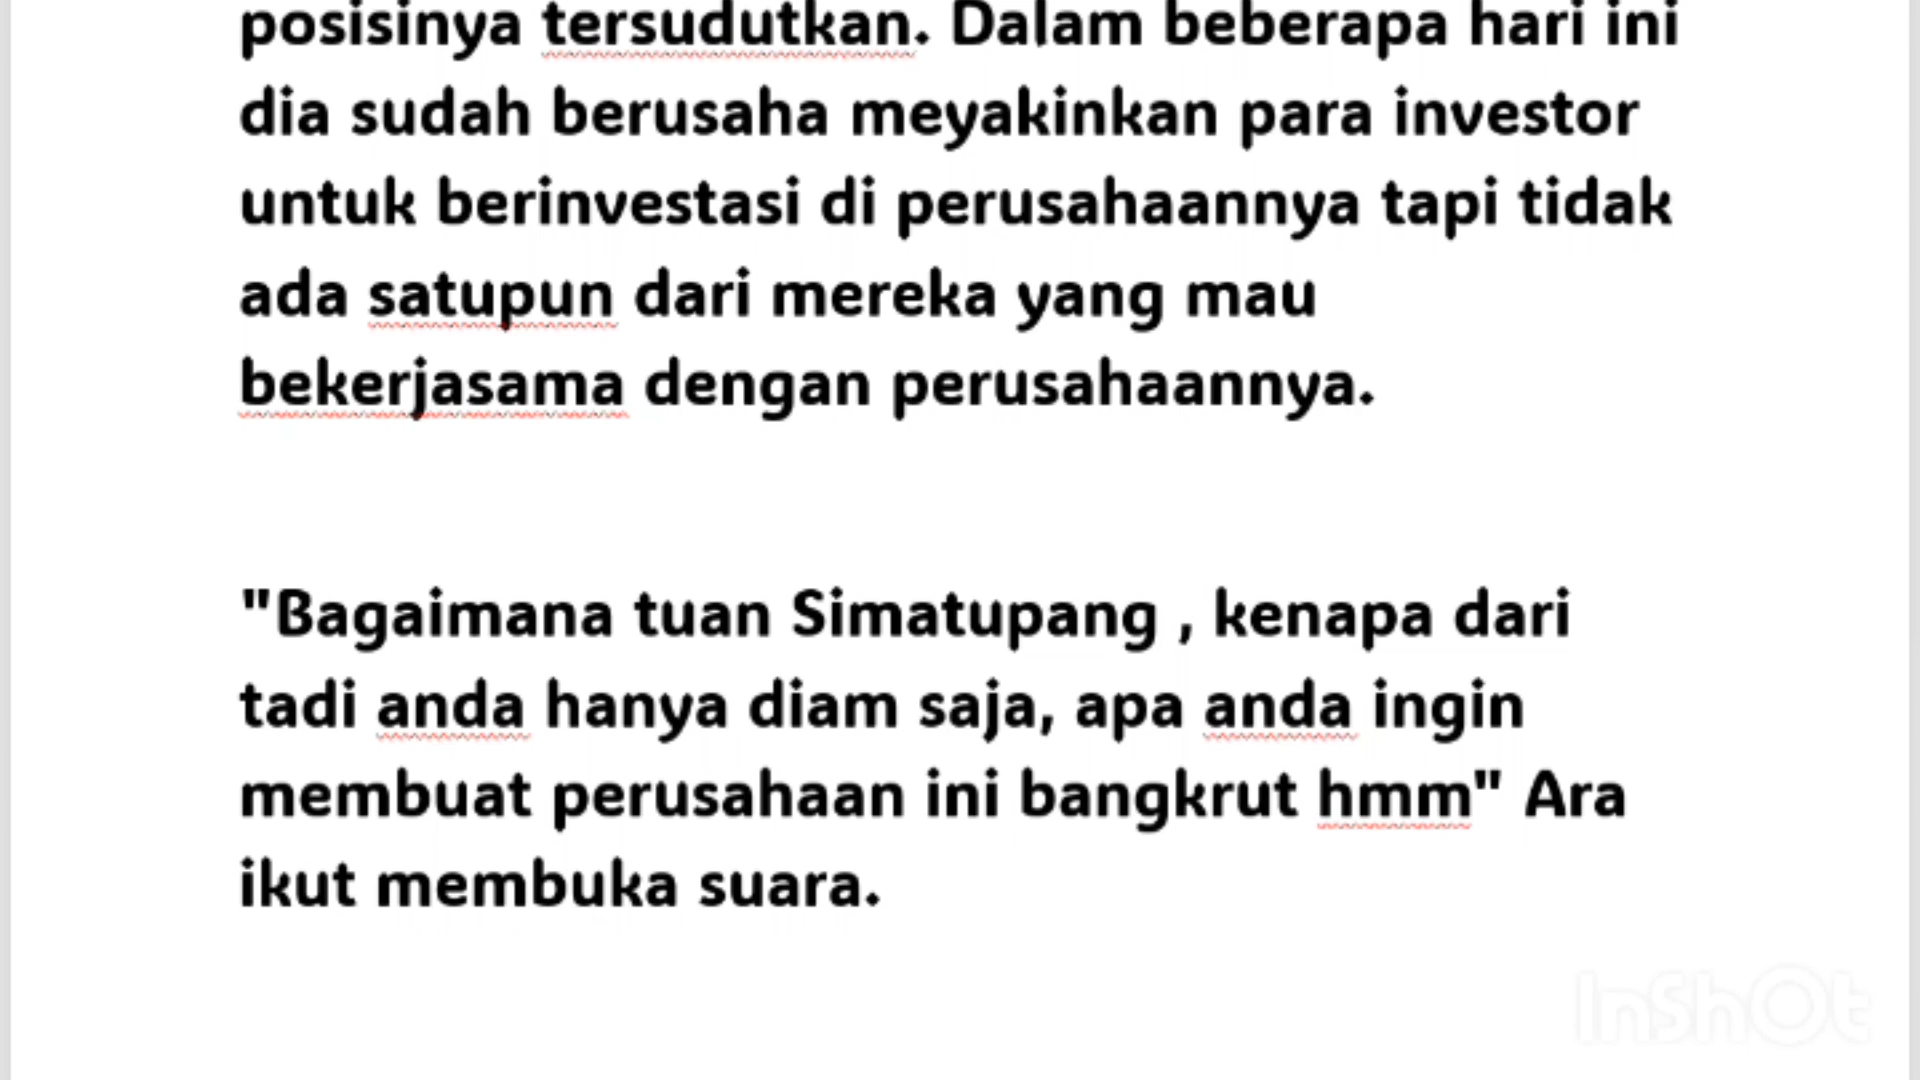 posisinya tersudutkan. Dalam beberapa hari ini
dia sudah berusaha meyakinkan para investor
untuk berinvestasi di perusahaannya tapi tidak
ada satupun dari mereka yang mau
bekerjasama dengan perusahaannya.
"Bagaimana tuan Simatupang , kenapa dari
tadi anda hanya diam saja, apa anda ingin
membuat perusahaan ini bangkrut hmm" Ara
ikut membuka suara.
InShOt